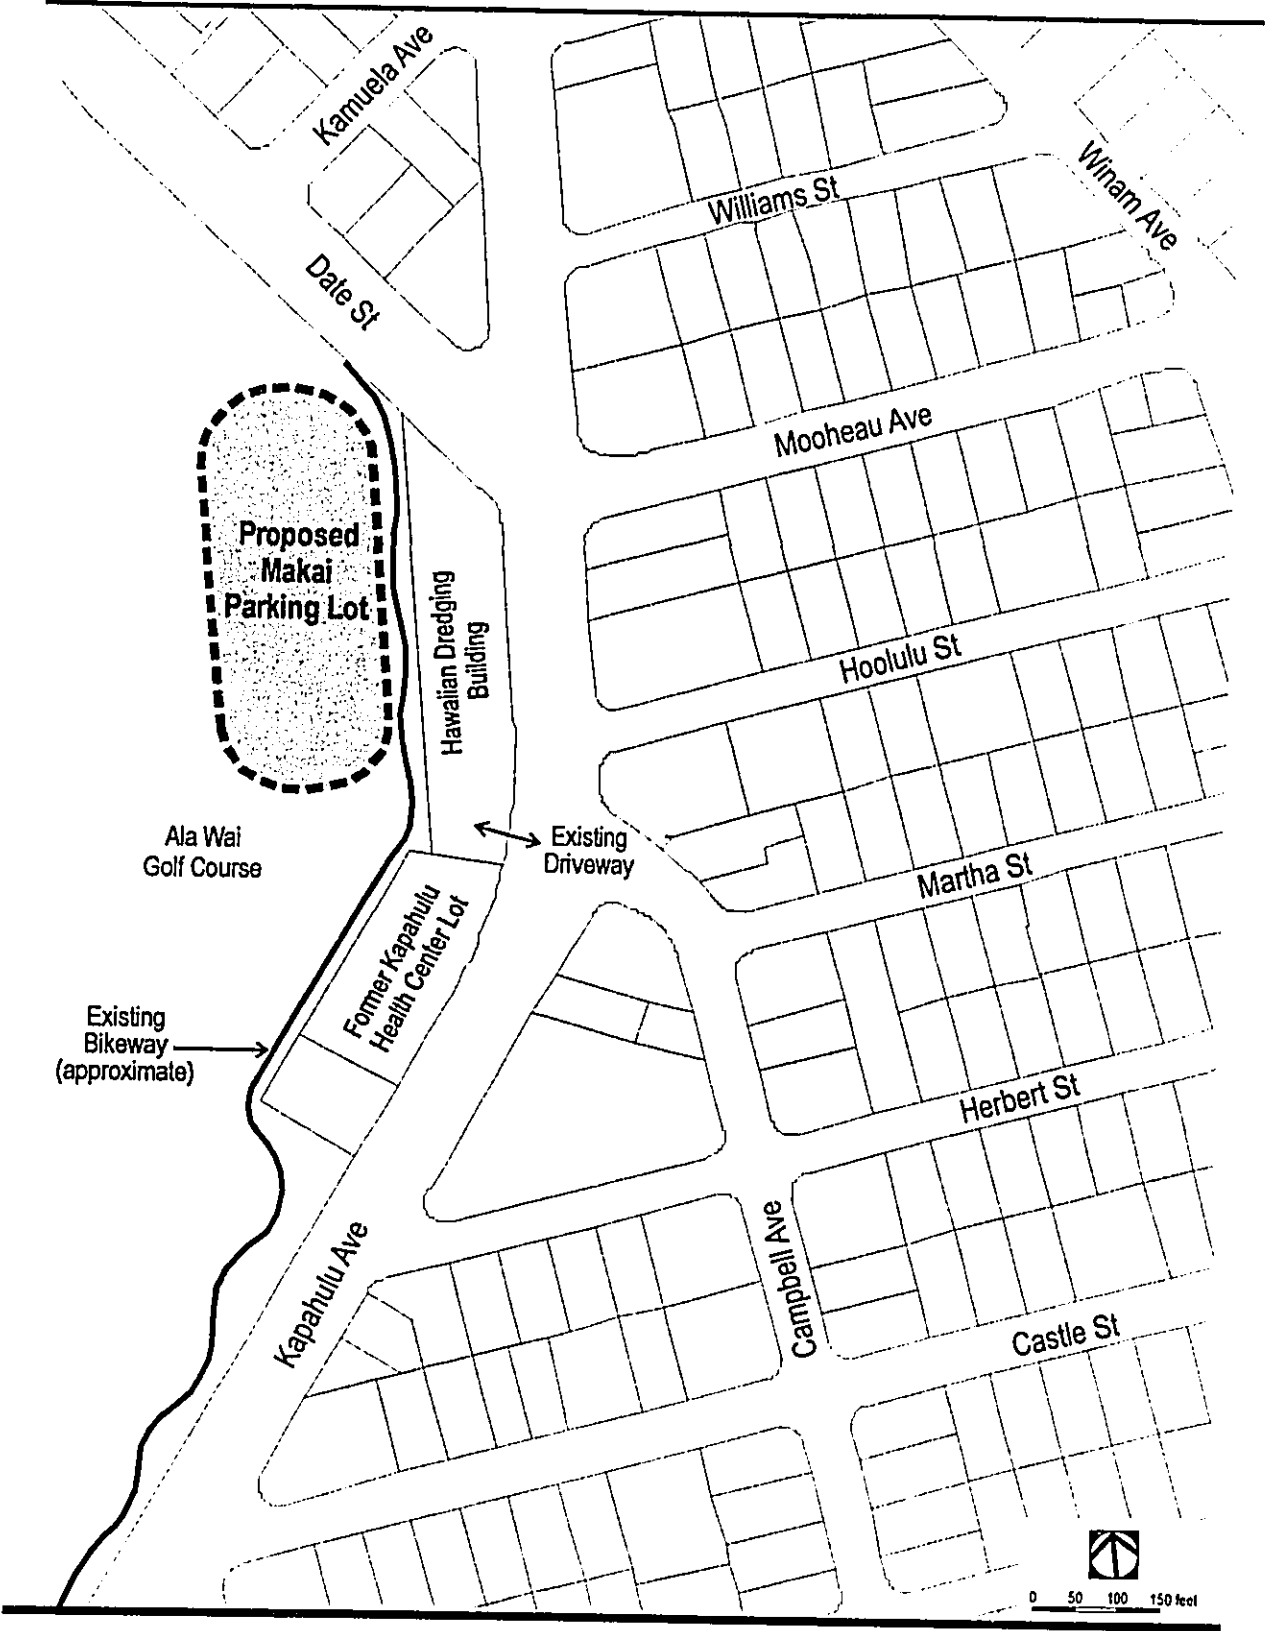 Kamuela Ave
Williams St
Winam Ave
Date St
Mooheau Ave
Proposed
Makai
Parking Lot
Hawaiian Dredging
Building
Hoolulu St
Ala Wai
Golf Course
Existing
Driveway
Martha St
Former Kapahulu
Health Center Lot
Existing
Bikeway
(approximate)
Herbert St
Kapahulu Ave
Campbell Ave
Castle St
0 50 100 150 feet